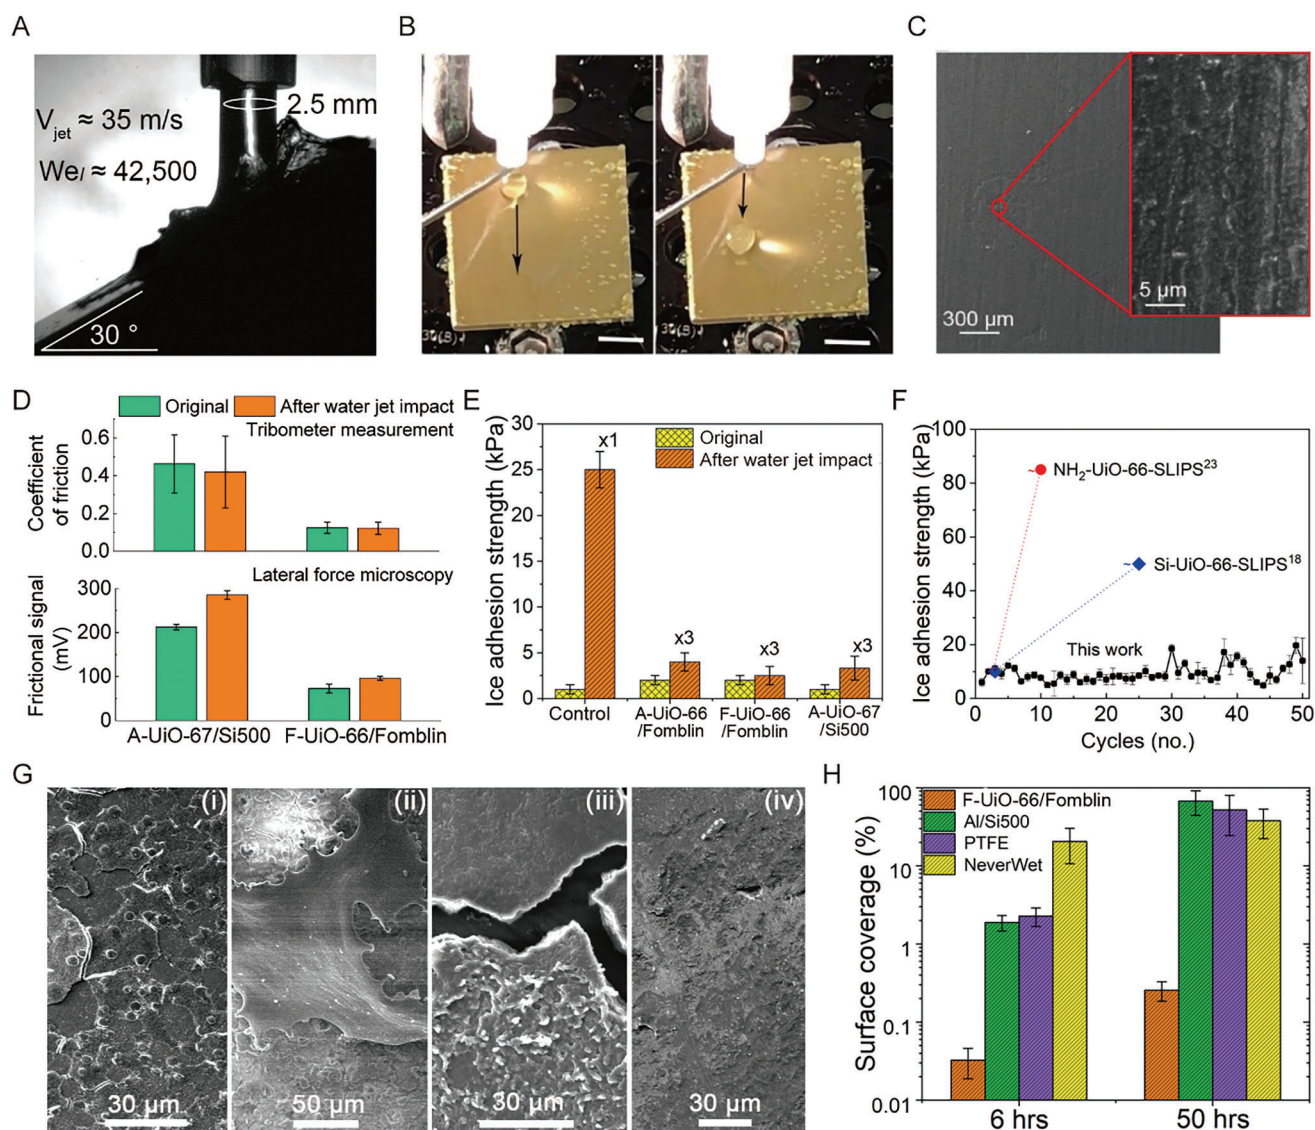 A
V_jet ≈ 35 m/s
We_l ≈ 42,500
2.5 mm
30 °
B
C
300 µm
5 µm
D
Original
After water jet impact
Tribometer measurement
Coefficient
of friction
0.6
0.4
0.2
0.0
Lateral force microscopy
Frictional signal
(mV)
300
200
100
0
A-UiO-67/Si500
F-UiO-66/Fomblin
E
Ice adhesion strength (kPa)
30
25
20
15
10
5
0
Original
After water jet impact
x1
x3
x3
x3
Control
A-UiO-66
/Fomblin
F-UiO-66
/Fomblin
A-UiO-67
/Si500
F
Ice adhesion strength (kPa)
100
80
60
40
20
0
~
NH₂-UiO-66-SLIPS²³
~
Si-UiO-66-SLIPS¹⁸
This work
0
10
20
30
40
50
Cycles (no.)
G
(i)
30 µm
(ii)
50 µm
(iii)
30 µm
(iv)
30 µm
H
Surface coverage (%)
100
10
1
0.1
0.01
F-UiO-66/Fomblin
Al/Si500
PTFE
NeverWet
6 hrs
50 hrs